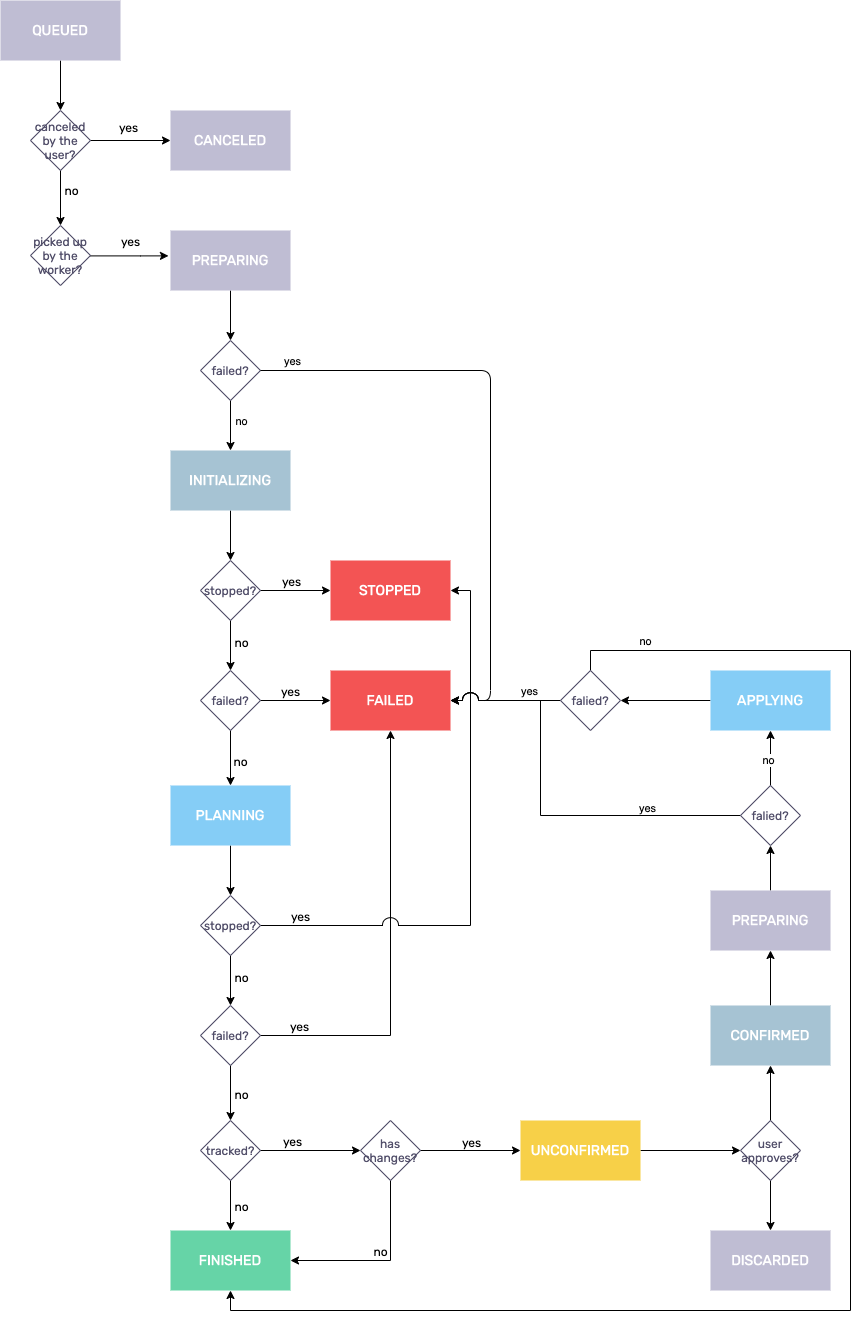 QUEUED
canceled
by the
user?
yes
CANCELED
no
picked up
by the
worker?
yes
PREPARING
failed?
yes
no
INITIALIZING
stopped?
yes
STOPPED
no
failed?
yes
FAILED
yes
falied?
no
APPLYING
no
no
yes
falied?
PLANNING
stopped?
yes
PREPARING
no
failed?
yes
CONFIRMED
no
tracked?
yes
has
changes?
yes
UNCONFIRMED
user
approves?
no
no
FINISHED
DISCARDED